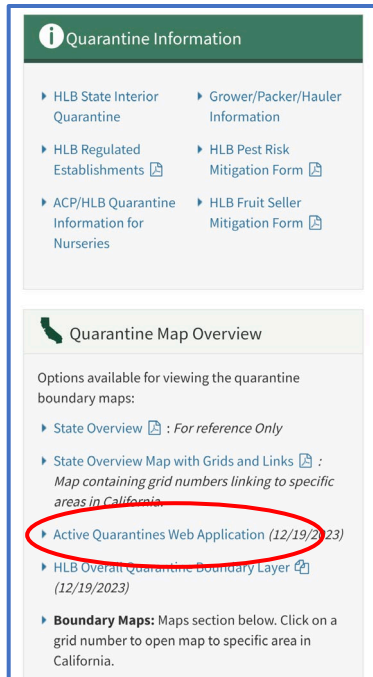 Quarantine Information
HLB State Interior
Quarantine
Grower/Packer/Hauler
Information
HLB Regulated
Establishments
HLB Pest Risk
Mitigation Form
ACP/HLB Quarantine
Information for
Nurseries
HLB Fruit Seller
Mitigation Form
Quarantine Map Overview
Options available for viewing the quarantine
boundary maps:
State Overview : For reference Only
State Overview Map with Grids and Links :
Map containing grid numbers linking to specific
areas in California.
Active Quarantines Web Application (12/19/2023)
HLB Overall Quarantine Boundary Layer
(12/19/2023)
Boundary Maps: Maps section below. Click on a
grid number to open map to specific area in
California.